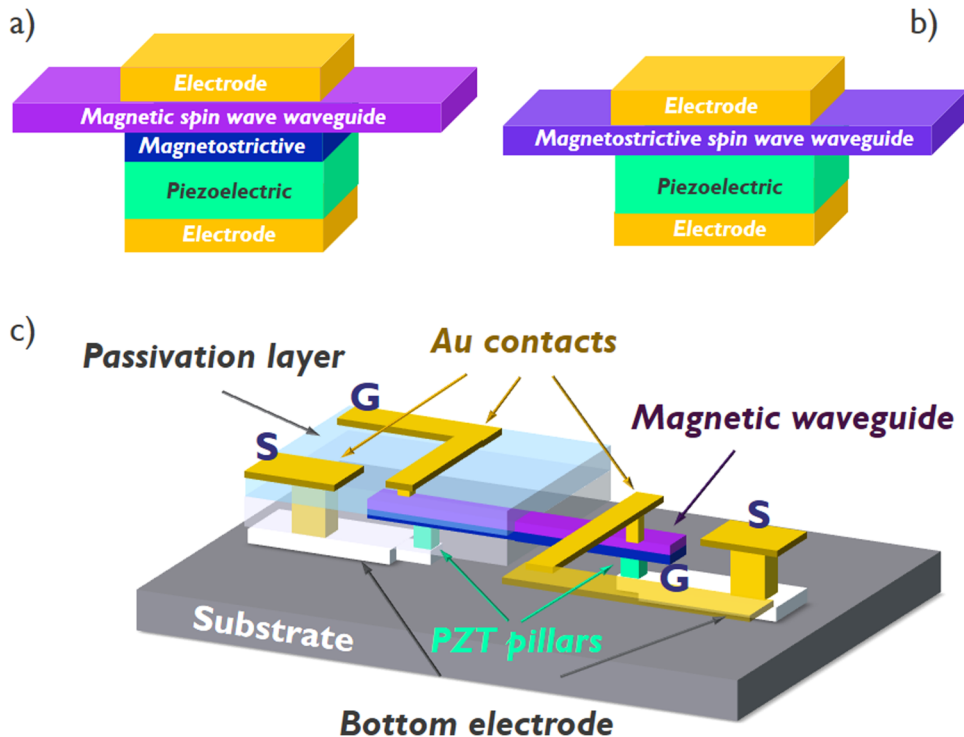 a)
b)
Electrode
Magnetic spin wave waveguide
Magnetostrictive
Piezoelectric
Electrode
Electrode
Magnetostrictive spin wave waveguide
Piezoelectric
Electrode
c)
Au contacts
Passivation layer
G
Magnetic waveguide
S
S
G
Substrate
PZT pillars
Bottom electrode